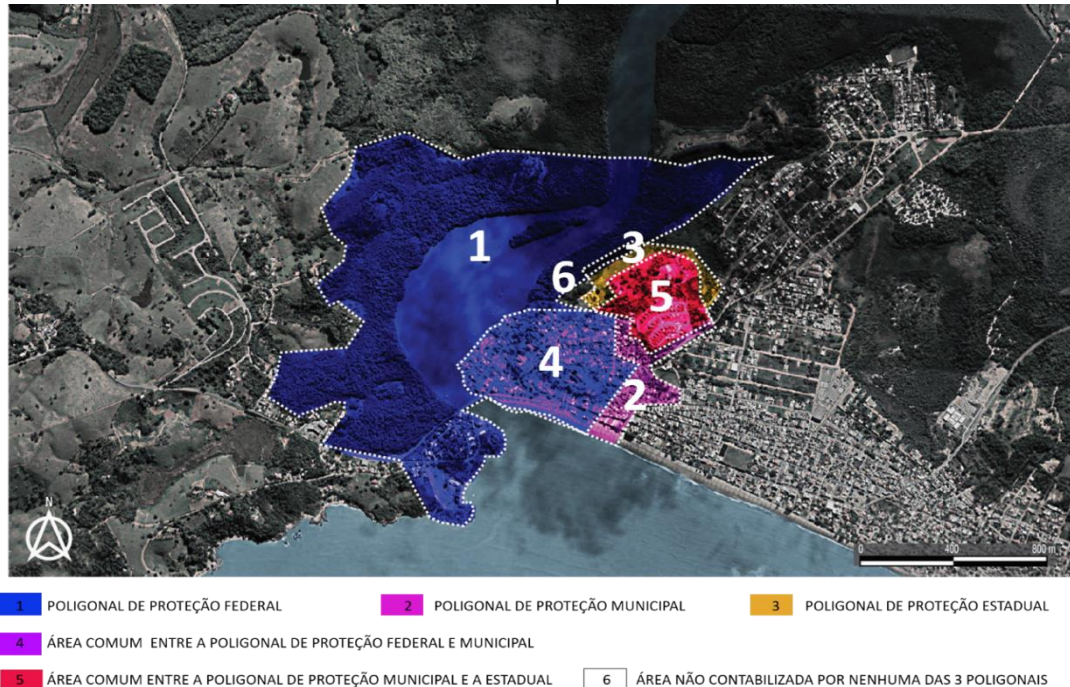 1
3
6
5
4
2
N
0 400 800 m
1 POLIGONAL DE PROTEÇÃO FEDERAL 2 POLIGONAL DE PROTEÇÃO MUNICIPAL 3 POLIGONAL DE PROTEÇÃO ESTADUAL
4 ÁREA COMUM ENTRE A POLIGONAL DE PROTEÇÃO FEDERAL E MUNICIPAL
5 ÁREA COMUM ENTRE A POLIGONAL DE PROTEÇÃO MUNICIPAL E A ESTADUAL 6 ÁREA NÃO CONTABILIZADA POR NENHUMA DAS 3 POLIGONAIS